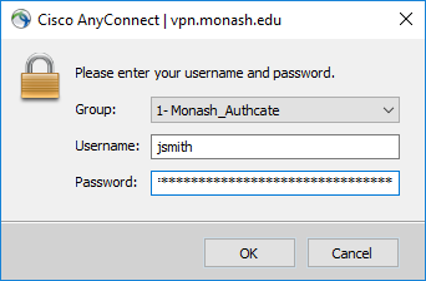 Cisco AnyConnect | vpn.monash.edu
Please enter your username and password.
Group: 1- Monash_Authcate
Username: jsmith
Password: ********************************
OK Cancel